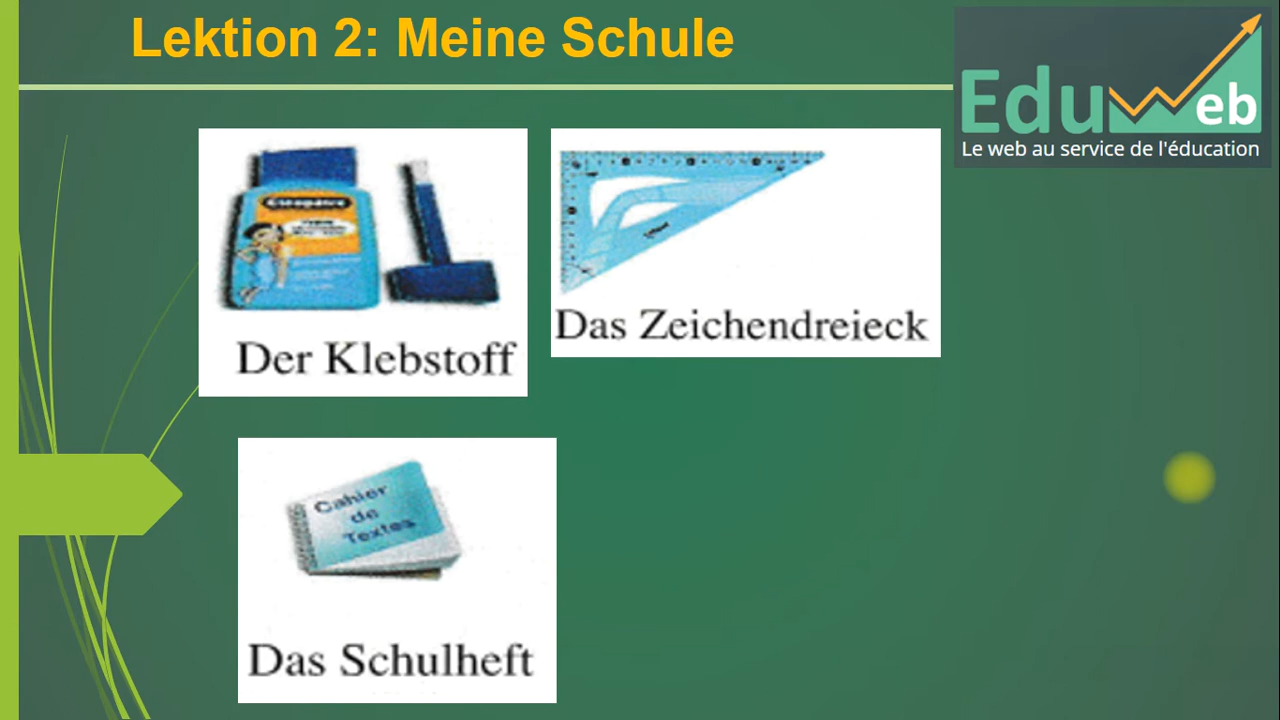 Lektion 2: Meine Schule
Edu eb
Le web au service de l'éducation
Cléopâtre
Der Klebstoff
Das Zeichendreieck
Cahier
de
Textes
Das Schulheft